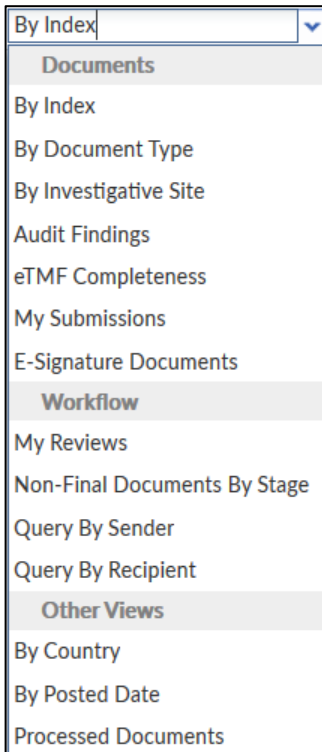 By Index
Documents
By Index
By Document Type
By Investigative Site
Audit Findings
eTMF Completeness
My Submissions
E-Signature Documents
Workflow
My Reviews
Non-Final Documents By Stage
Query By Sender
Query By Recipient
Other Views
By Country
By Posted Date
Processed Documents